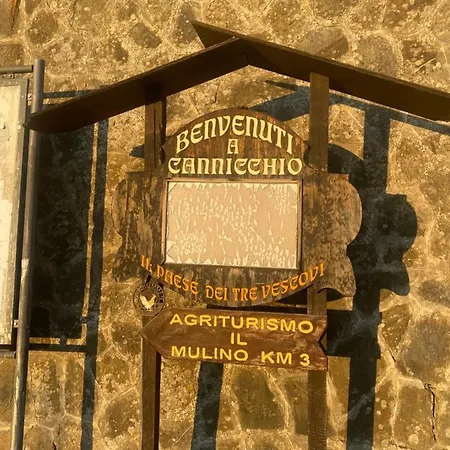 BENVENUTI
A
CANNICCHIO
IL PAESE DEI TRE VESCOVI
AGRITURISMO
IL
MULINO KM 3